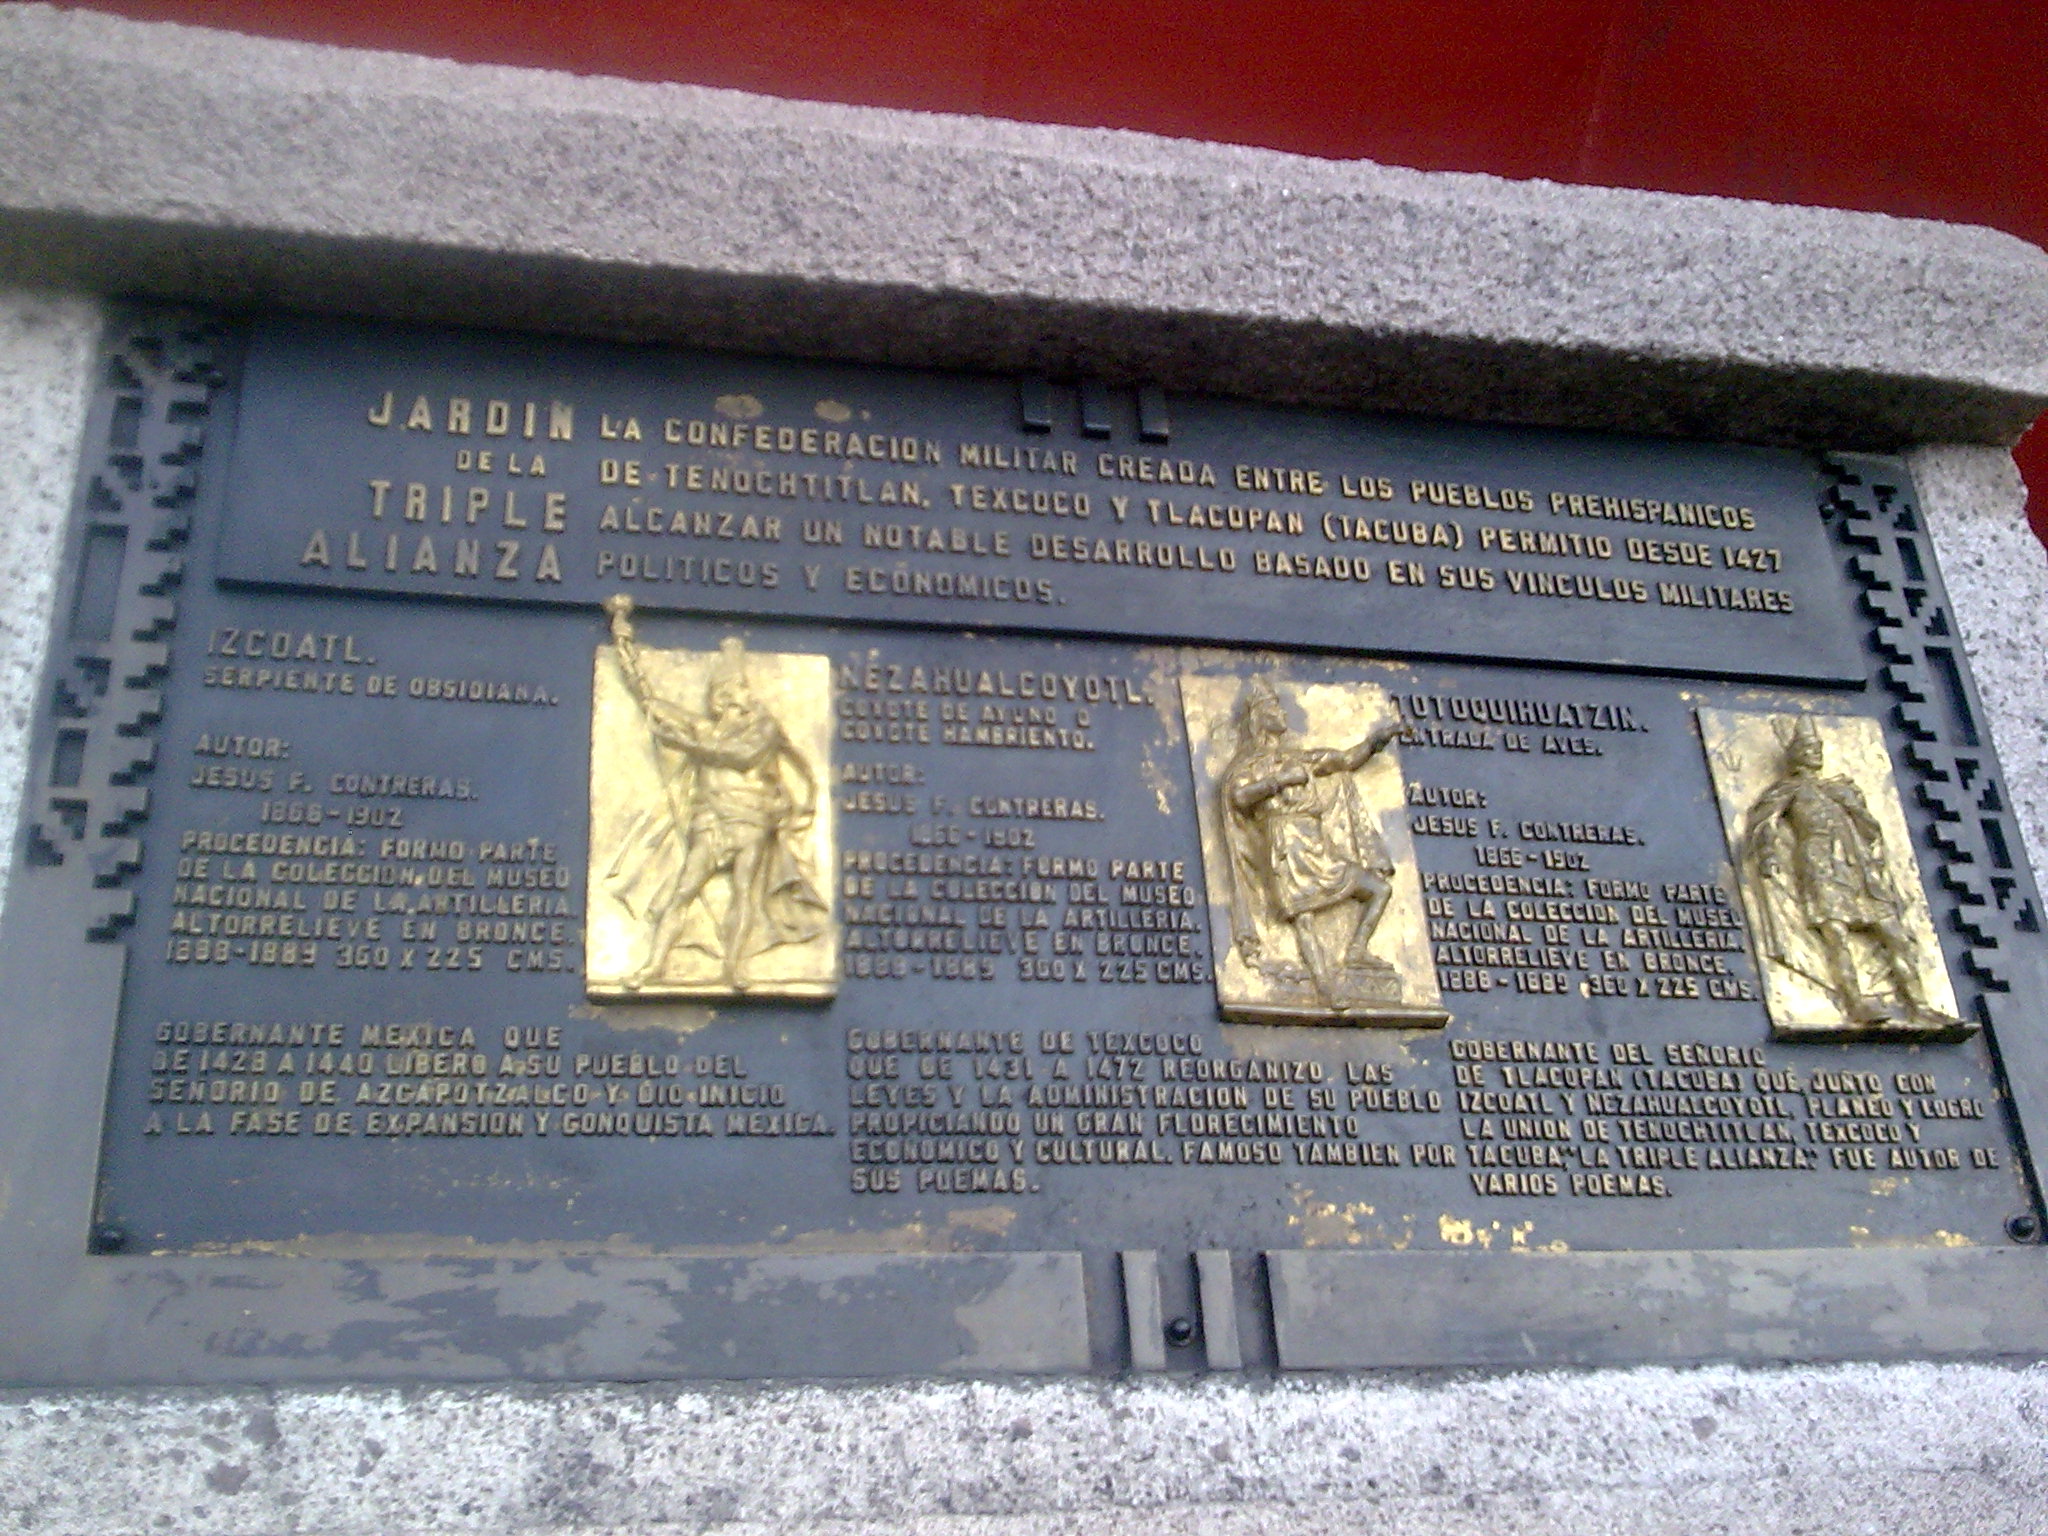 JARDIN
DE LA
TRIPLE
ALIANZA
LA CONFEDERACION MILITAR CREADA ENTRE LOS PUEBLOS PREHISPANICOS
DE TENOCHTITLAN, TEXCOCO Y TLACOPAN (TACUBA) PERMITIO DESDE 1427
ALCANZAR UN NOTABLE DESARROLLO BASADO EN SUS VINCULOS MILITARES
POLITICOS Y ECONOMICOS.
IZCOATL.
SERPIENTE DE OBSIDIANA.
AUTOR:
JESUS F. CONTRERAS.
1866-1902
PROCEDENCIA: FORMO PARTE
DE LA COLECCION DEL MUSEO
NACIONAL DE LA ARTILLERIA.
ALTORRELIEVE EN BRONCE.
1888-1889 360 X 225 CMS.
GOBERNANTE MEXICA QUE
DE 1428 A 1440 LIBERO A SU PUEBLO DEL
SEÑORIO DE AZCAPOTZALCO Y DIO INICIO
A LA FASE DE EXPANSION Y CONQUISTA MEXICA.
NEZAHUALCOYOTL.
COYOTE DE AYUNO O
COYOTE HAMBRIENTO.
AUTOR:
JESUS F. CONTRERAS.
1866-1902
PROCEDENCIA: FORMO PARTE
DE LA COLECCION DEL MUSEO
NACIONAL DE LA ARTILLERIA.
ALTORRELIEVE EN BRONCE.
1888-1889 360 X 225 CMS.
GOBERNANTE DE TEXCOCO
QUE DE 1431 A 1472 REORGANIZO LAS
LEYES Y LA ADMINISTRACION DE SU PUEBLO
PROPICIANDO UN GRAN FLORECIMIENTO
ECONOMICO Y CULTURAL. FAMOSO TAMBIEN POR
SUS POEMAS.
TOTOQUIHUATZIN.
ENTRADA DE AVES.
AUTOR:
JESUS F. CONTRERAS.
1866-1902
PROCEDENCIA: FORMO PARTE
DE LA COLECCION DEL MUSEO
NACIONAL DE LA ARTILLERIA.
ALTORRELIEVE EN BRONCE.
1888-1889 360 X 225 CMS.
GOBERNANTE DEL SEÑORIO
DE TLACOPAN (TACUBA) QUE JUNTO CON
IZCOATL Y NEZAHUALCOYOTL, PLANEO Y LOGRO
LA UNION DE TENOCHTITLAN, TEXCOCO Y
TACUBA, "LA TRIPLE ALIANZA". FUE AUTOR DE
VARIOS POEMAS.